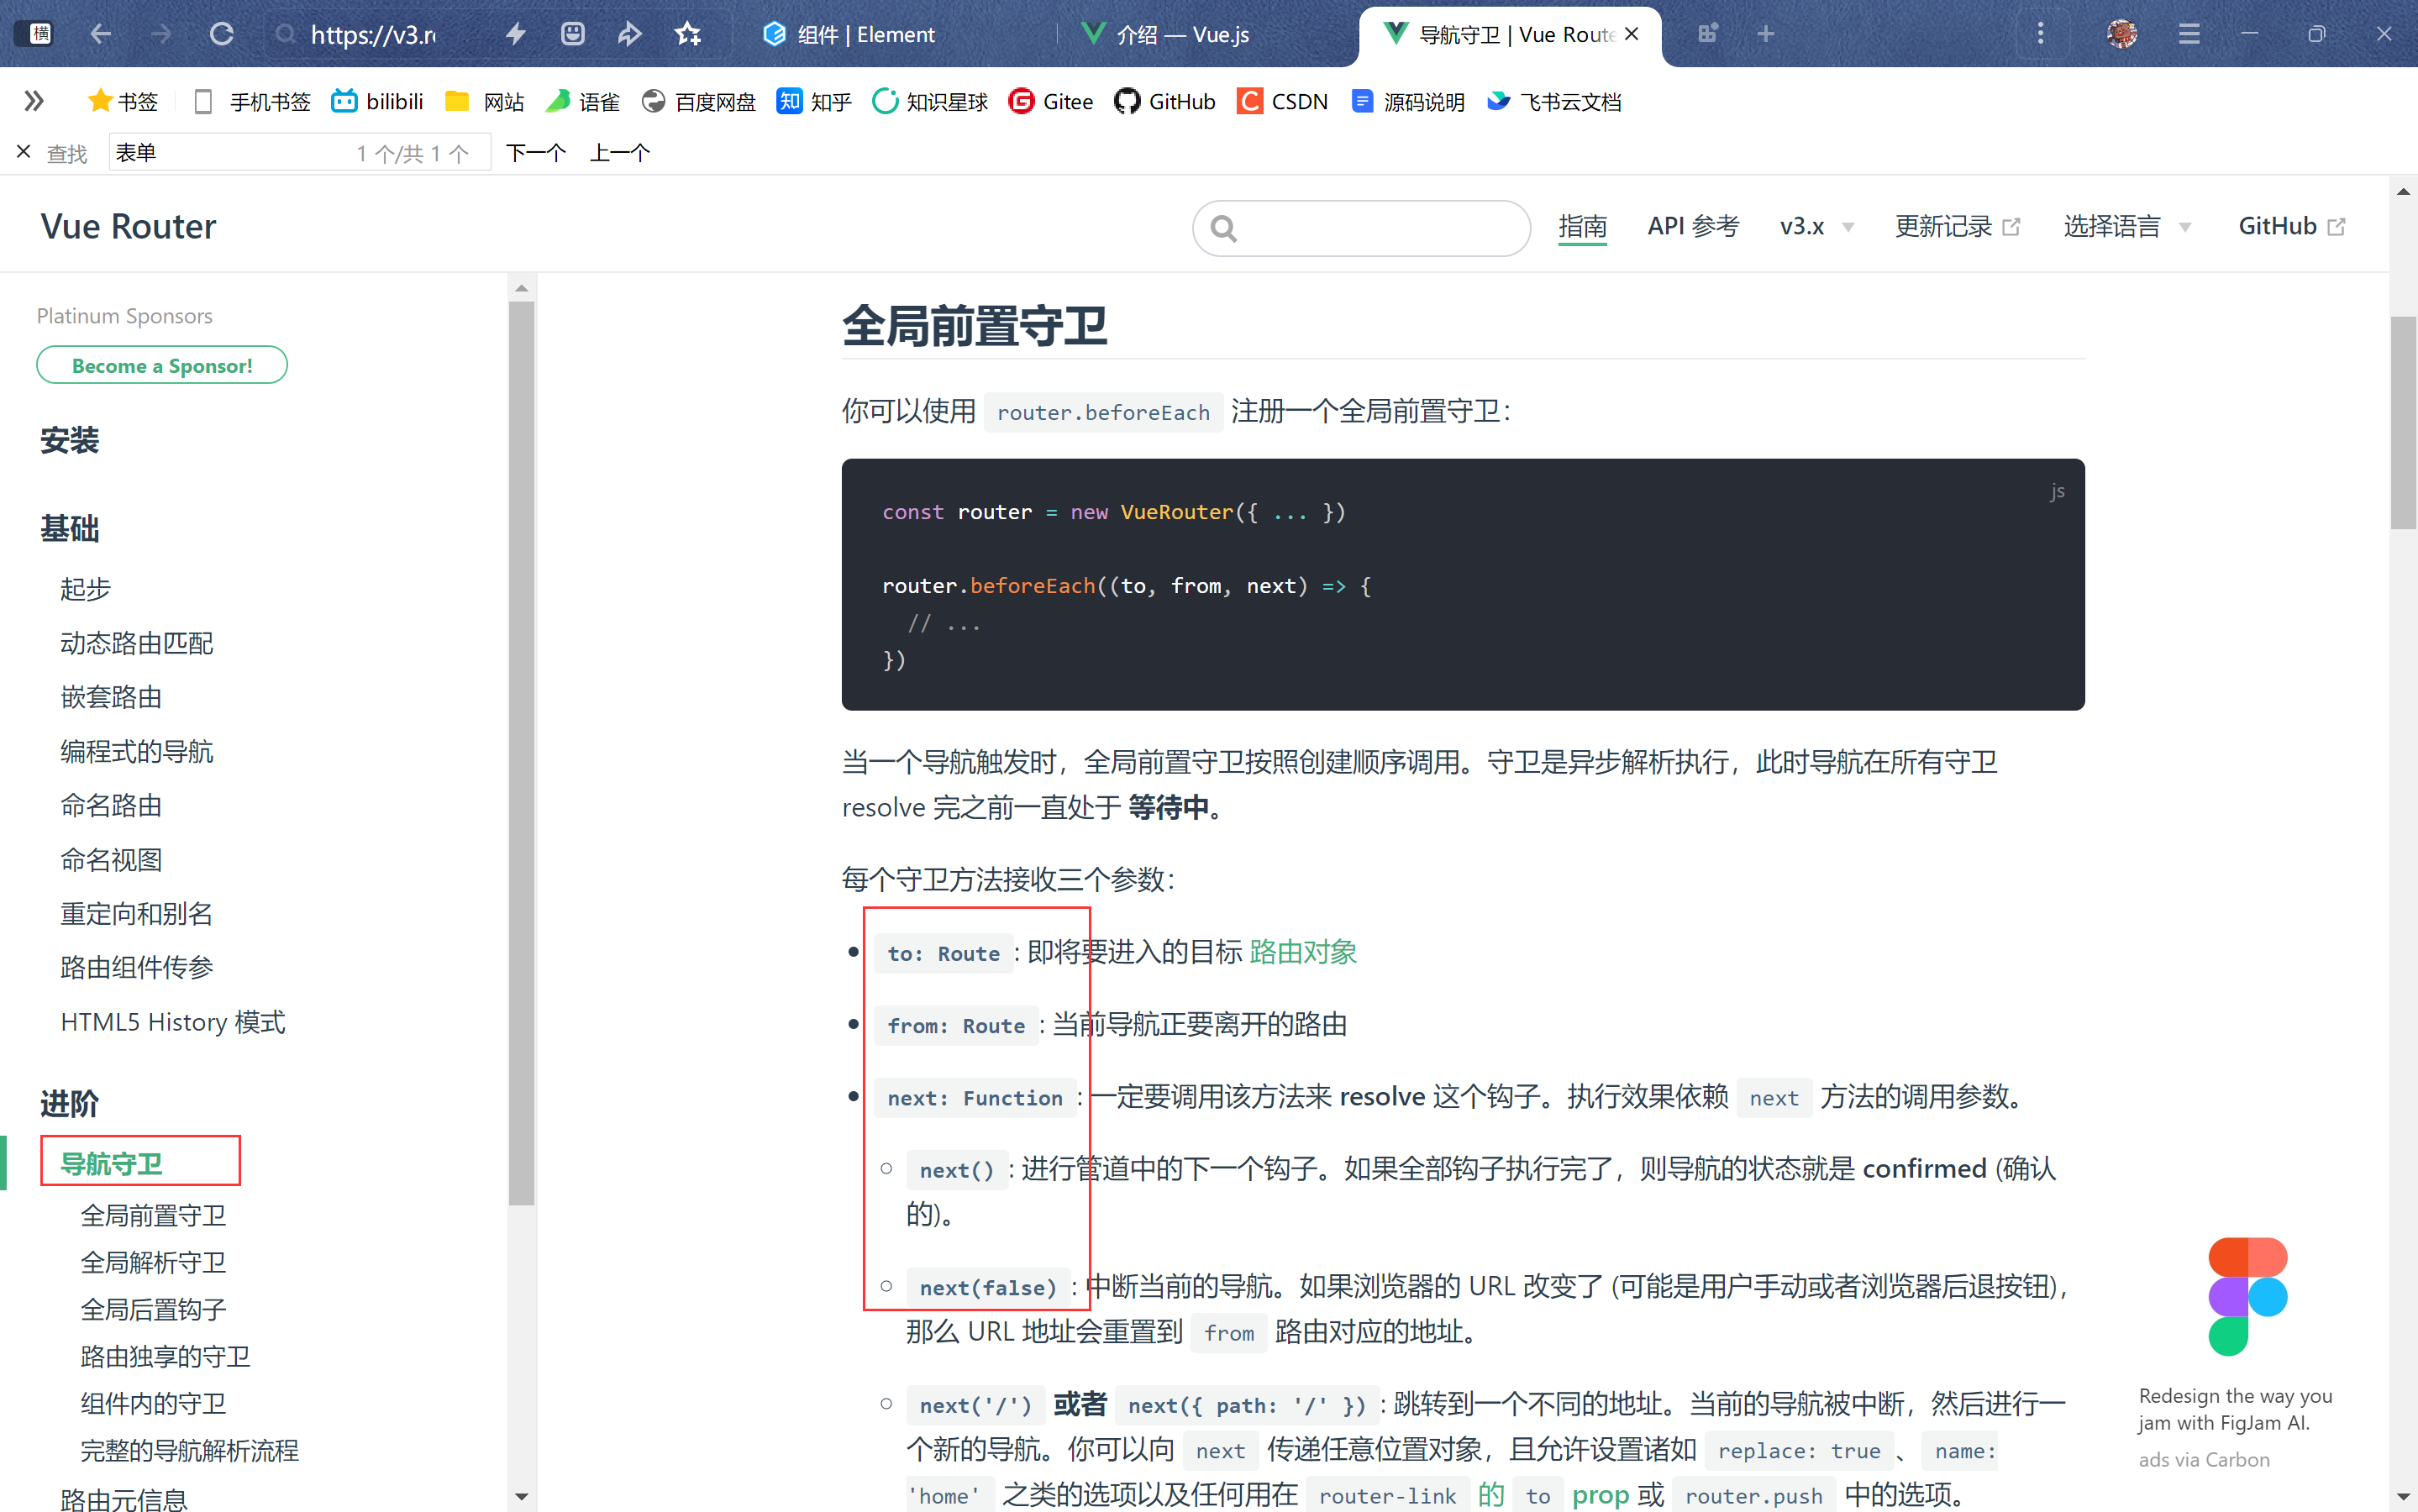 横
https://v3.r
组件 | Element
介绍 — Vue.js
导航守卫 | Vue Route
书签
手机书签
bilibili
网站
语雀
百度网盘
知 知乎
知识星球
Gitee
GitHub
CSDN
源码说明
飞书云文档
查找
表单
1 个/共 1 个
下一个
上一个
Vue Router
指南
API 参考
v3.x
更新记录
选择语言
GitHub
Platinum Sponsors
Become a Sponsor!
安装
基础
起步
动态路由匹配
嵌套路由
编程式的导航
命名路由
命名视图
重定向和别名
路由组件传参
HTML5 History 模式
进阶
导航守卫
全局前置守卫
全局解析守卫
全局后置钩子
路由独享的守卫
组件内的守卫
完整的导航解析流程
路由元信息
全局前置守卫
你可以使用 router.beforeEach 注册一个全局前置守卫：
js
const router = new VueRouter({ ... })
router.beforeEach((to, from, next) => {
// ...
})
当一个导航触发时，全局前置守卫按照创建顺序调用。守卫是异步解析执行，此时导航在所有守卫
resolve 完之前一直处于 等待中。
每个守卫方法接收三个参数：
to: Route : 即将要进入的目标 路由对象
from: Route : 当前导航正要离开的路由
next: Function : 一定要调用该方法来 resolve 这个钩子。执行效果依赖 next 方法的调用参数。
next() : 进行管道中的下一个钩子。如果全部钩子执行完了，则导航的状态就是 confirmed (确认
的)。
next(false) : 中断当前的导航。如果浏览器的 URL 改变了 (可能是用户手动或者浏览器后退按钮)，
那么 URL 地址会重置到 from 路由对应的地址。
next('/') 或者 next({ path: '/' }) : 跳转到一个不同的地址。当前的导航被中断，然后进行一
个新的导航。你可以向 next 传递任意位置对象，且允许设置诸如 replace: true 、 name:
'home' 之类的选项以及任何用在 router-link 的 to prop 或 router.push 中的选项。
Redesign the way you
jam with FigJam AI.
ads via Carbon